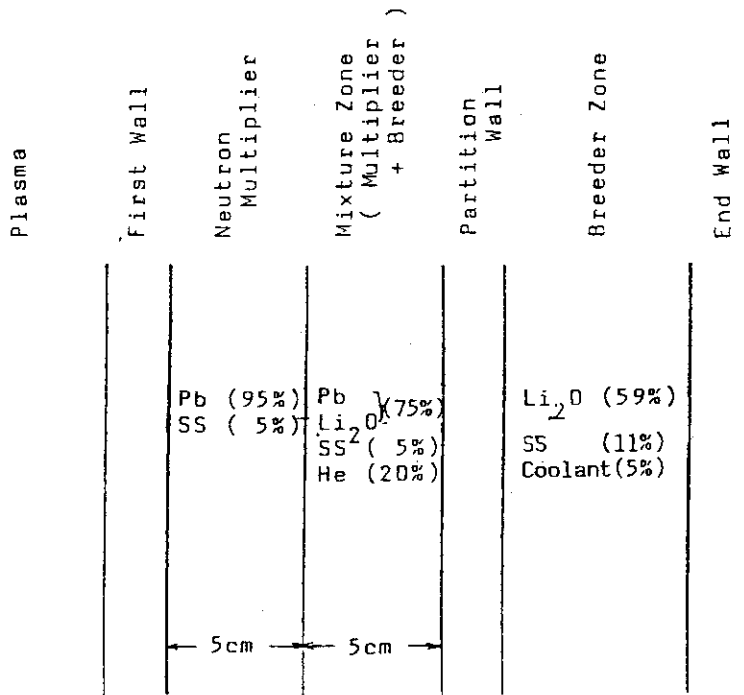 Plasma
First Wall
Neutron
Multiplier
Mixture Zone
( Multiplier
+ Breeder )
Partition
Wall
Breeder Zone
End Wall
Pb (95%)
SS ( 5%)
Pb
Li2O
} (75%)
SS ( 5%)
He (20%)
Li2O (59%)
SS (11%)
Coolant(5%)
5cm
5cm